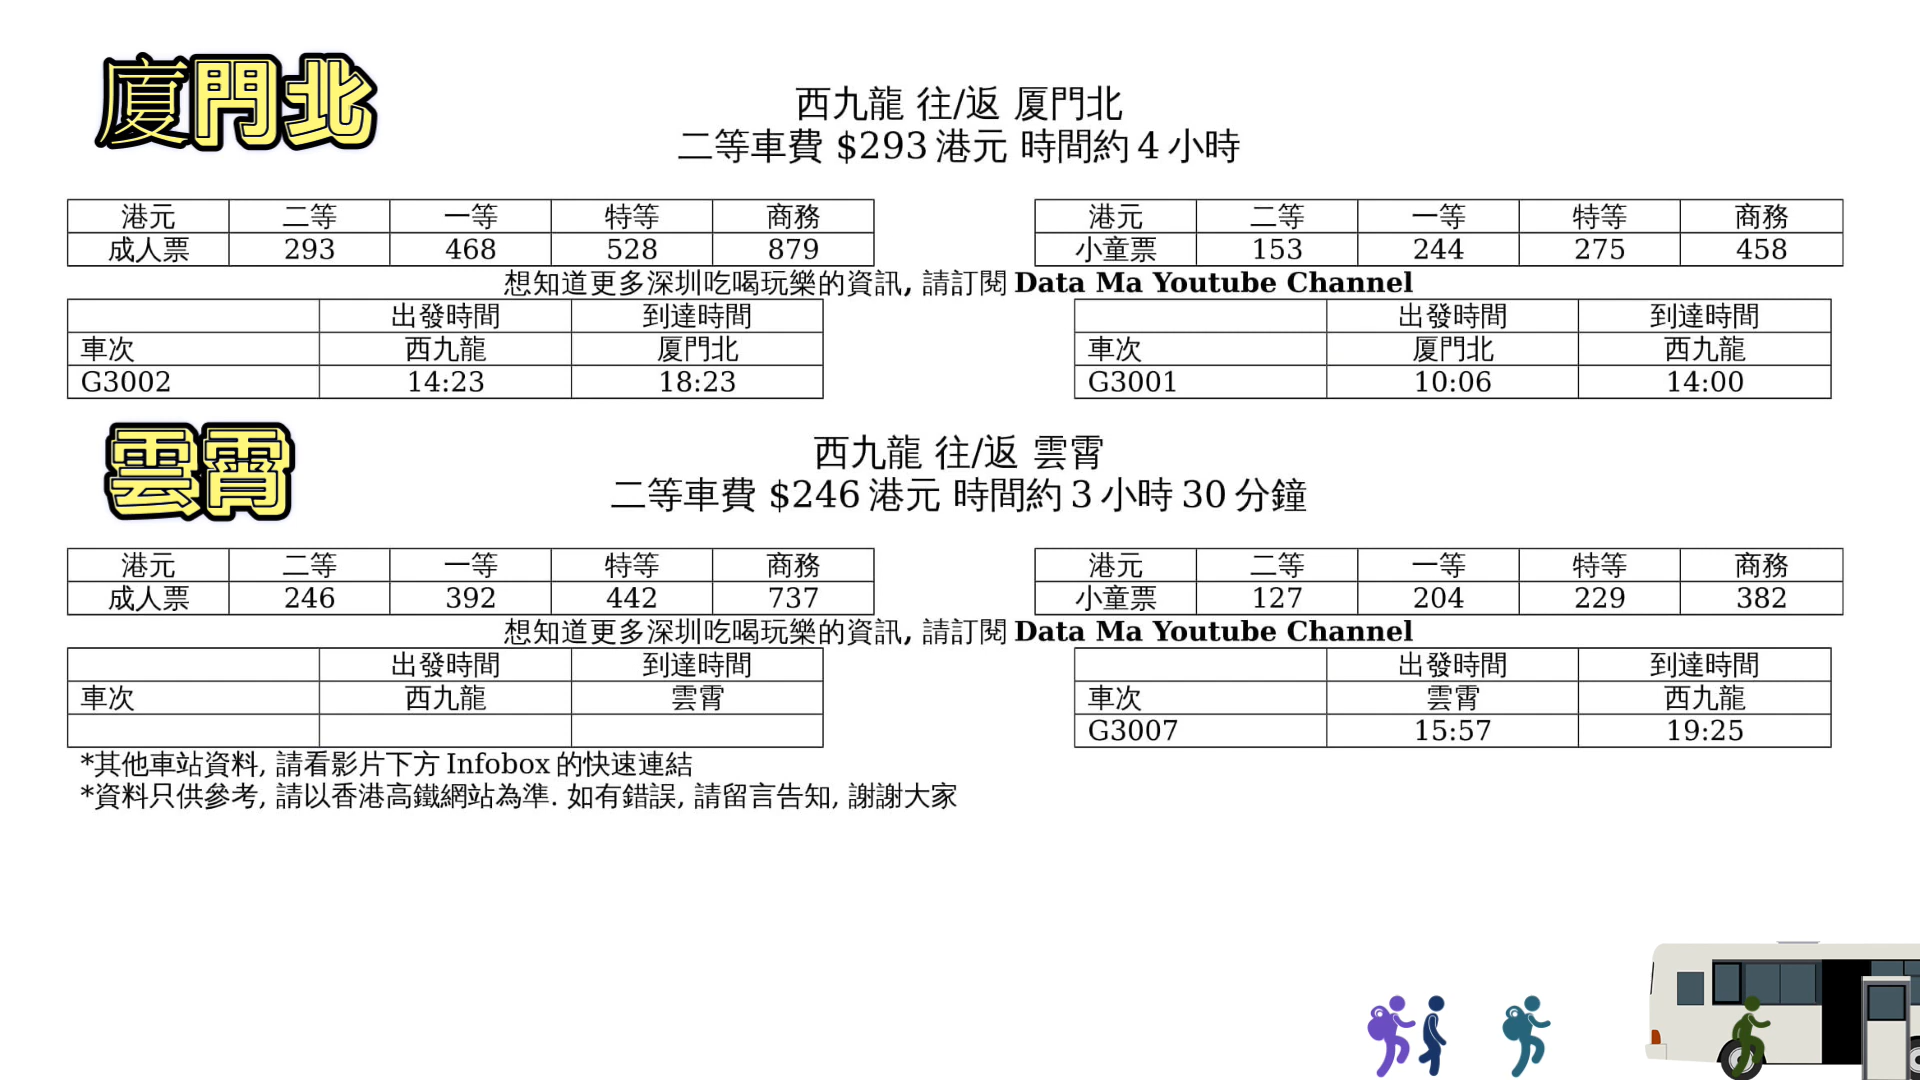 廈門北
西九龍 往/返 厦門北
二等車費 $293 港元 時間約 4 小時
港元 二等 一等 特等 商務
成人票 293 468 528 879
港元 二等 一等 特等 商務
小童票 153 244 275 458
想知道更多深圳吃喝玩樂的資訊, 請訂閱 Data Ma Youtube Channel
出發時間 到達時間
車次 西九龍 厦門北
G3002 14:23 18:23
出發時間 到達時間
車次 厦門北 西九龍
G3001 10:06 14:00
雲霄
西九龍 往/返 雲霄
二等車費 $246 港元 時間約 3 小時 30 分鐘
港元 二等 一等 特等 商務
成人票 246 392 442 737
港元 二等 一等 特等 商務
小童票 127 204 229 382
想知道更多深圳吃喝玩樂的資訊, 請訂閱 Data Ma Youtube Channel
出發時間 到達時間
車次 西九龍 雲霄
出發時間 到達時間
車次 雲霄 西九龍
G3007 15:57 19:25
*其他車站資料, 請看影片下方 Infobox 的快速連結
*資料只供參考, 請以香港高鐵網站為準. 如有錯誤, 請留言告知, 謝謝大家